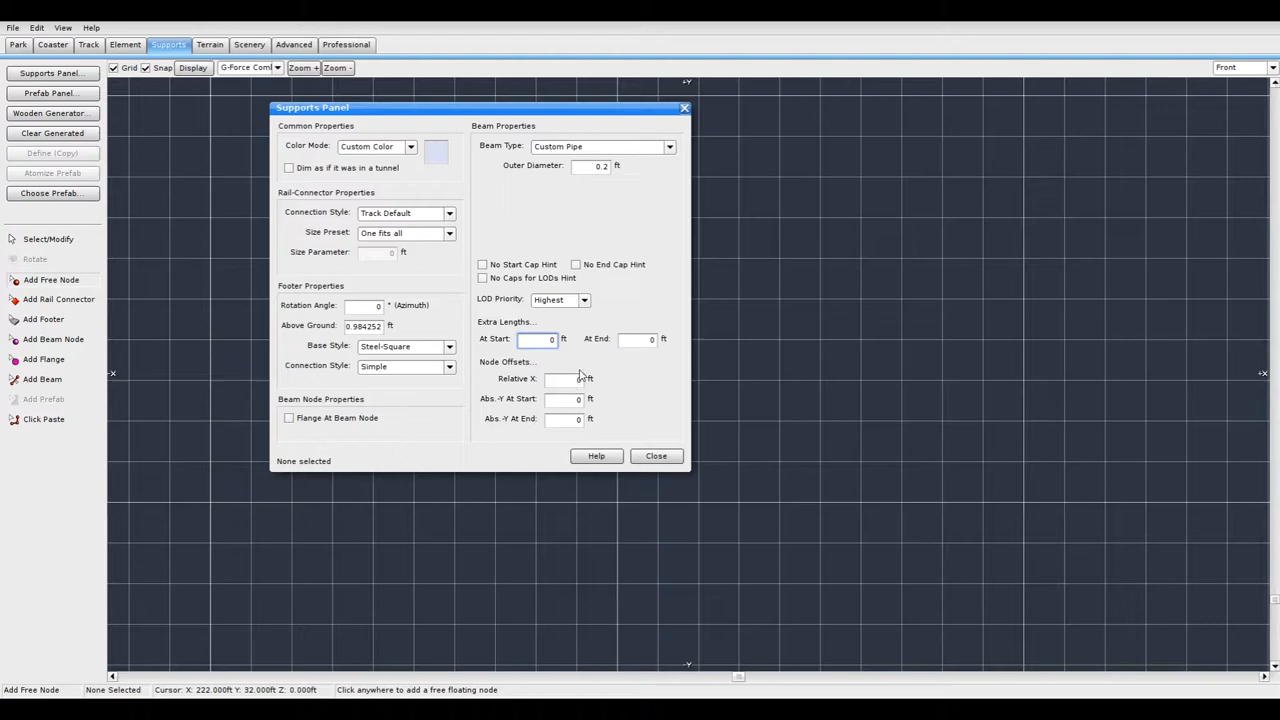 File Edit View Help
Park Coaster Track Element Supports Terrain Scenery Advanced Professional
Supports Panel... Grid Snap Display G-Force Coml Zoom + Zoom - Front
Prefab Panel...
Wooden Generator...
Clear Generated
Define (Copy)
Atomize Prefab
Choose Prefab...
Select/Modify
Rotate
Add Free Node
Add Rail Connector
Add Footer
Add Beam Node
Add Flange
Add Beam
Add Prefab
Click Paste
+Y
Supports Panel
Common Properties
Color Mode: Custom Color
Dim as if it was in a tunnel
Rail-Connector Properties
Connection Style: Track Default
Size Preset: One fits all
Size Parameter: 0 ft
Footer Properties
Rotation Angle: 0 ° (Azimuth)
Above Ground: 0.984252 ft
Base Style: Steel-Square
Connection Style: Simple
Beam Node Properties
Flange At Beam Node
None selected
Beam Properties
Beam Type: Custom Pipe
Outer Diameter: 0.2 ft
No Start Cap Hint No End Cap Hint
No Caps for LODs Hint
LOD Priority: Highest
Extra Lengths...
At Start: 0 ft At End: 0 ft
Node Offsets...
Relative X: 0 ft
Abs.-Y At Start: 0 ft
Abs.-Y At End: 0 ft
Help Close
-X +X
-Y
Add Free Node None Selected Cursor: X: 222.000ft Y: 32.000ft Z: 0.000ft Click anywhere to add a free floating node